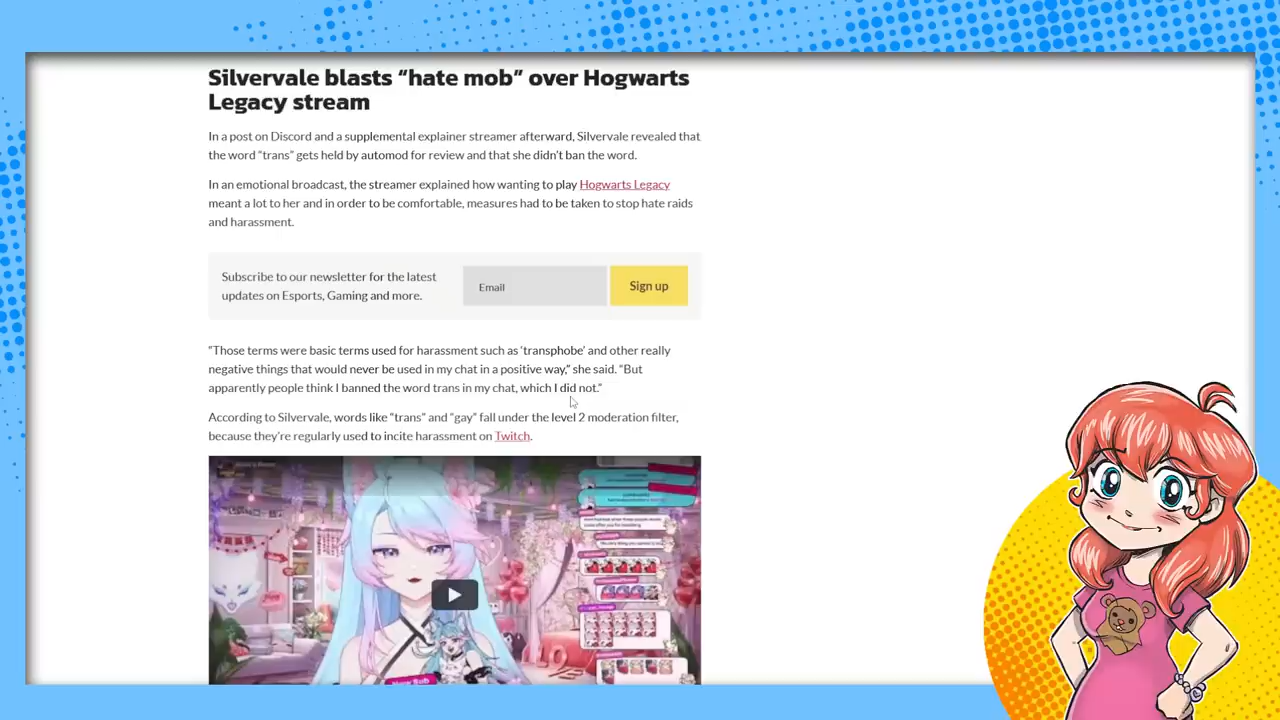 Silvervale blasts “hate mob” over Hogwarts
Legacy stream
In a post on Discord and a supplemental explainer streamer afterward, Silvervale revealed that
the word “trans” gets held by automod for review and that she didn’t ban the word.
In an emotional broadcast, the streamer explained how wanting to play Hogwarts Legacy
meant a lot to her and in order to be comfortable, measures had to be taken to stop hate raids
and harassment.
Subscribe to our newsletter for the latest
updates on Esports, Gaming and more.
Email
Sign up
“Those terms were basic terms used for harassment such as ‘transphobe’ and other really
negative things that would never be used in my chat in a positive way,” she said. “But
apparently people think I banned the word trans in my chat, which I did not.”
According to Silvervale, words like “trans” and “gay” fall under the level 2 moderation filter,
because they’re regularly used to incite harassment on Twitch.